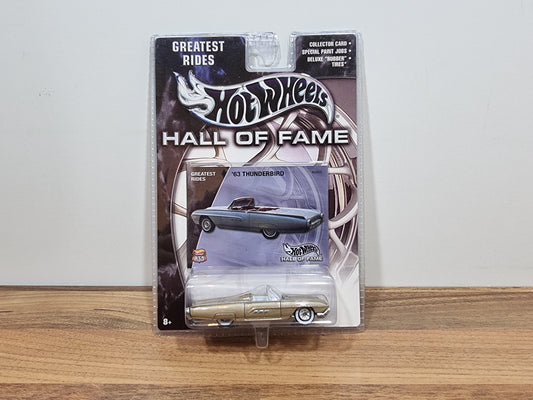 GREATEST
RIDES
COLLECTOR CARD •
SPECIAL PAINT JOBS •
DELUXE "RUBBER" •
TIRES
HOT WHEELS
HALL OF FAME
GREATEST
RIDES
'63 THUNDERBIRD
HOT WHEELS
HALL OF FAME
35
8+